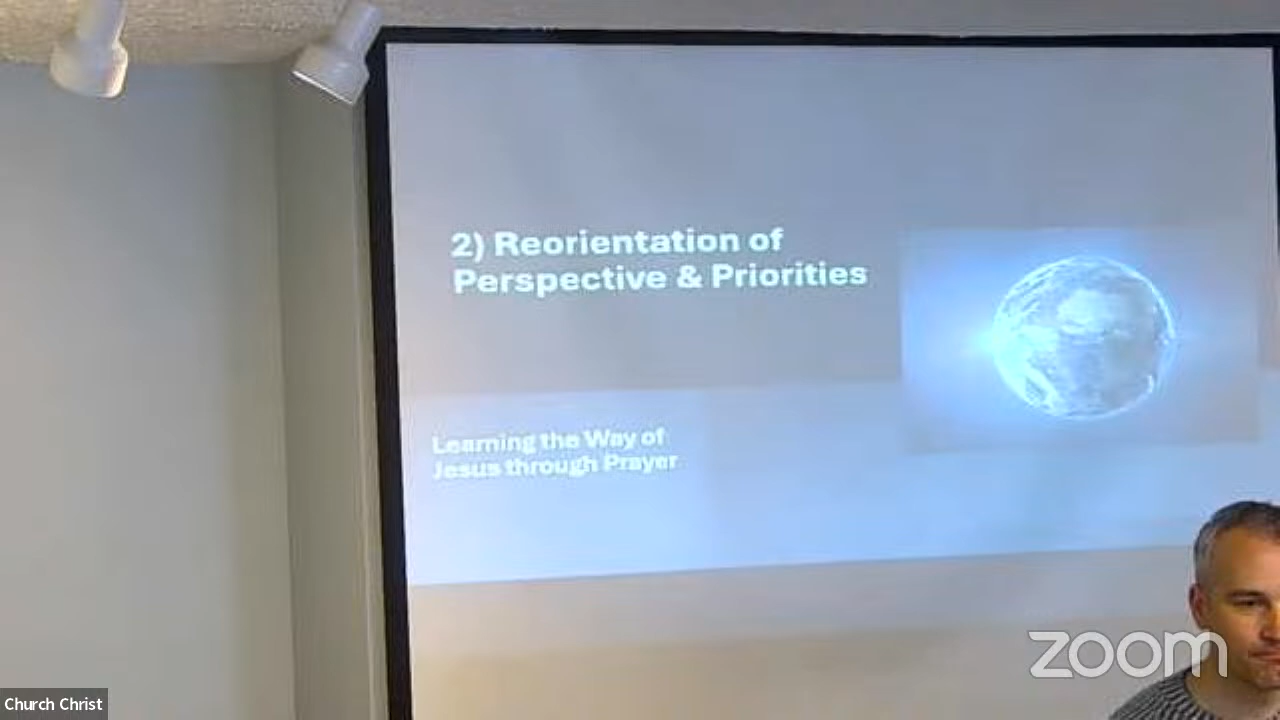 2) Reorientation of
Perspective & Priorities
Learning the Way of
Jesus through Prayer
zoom
Church Christ